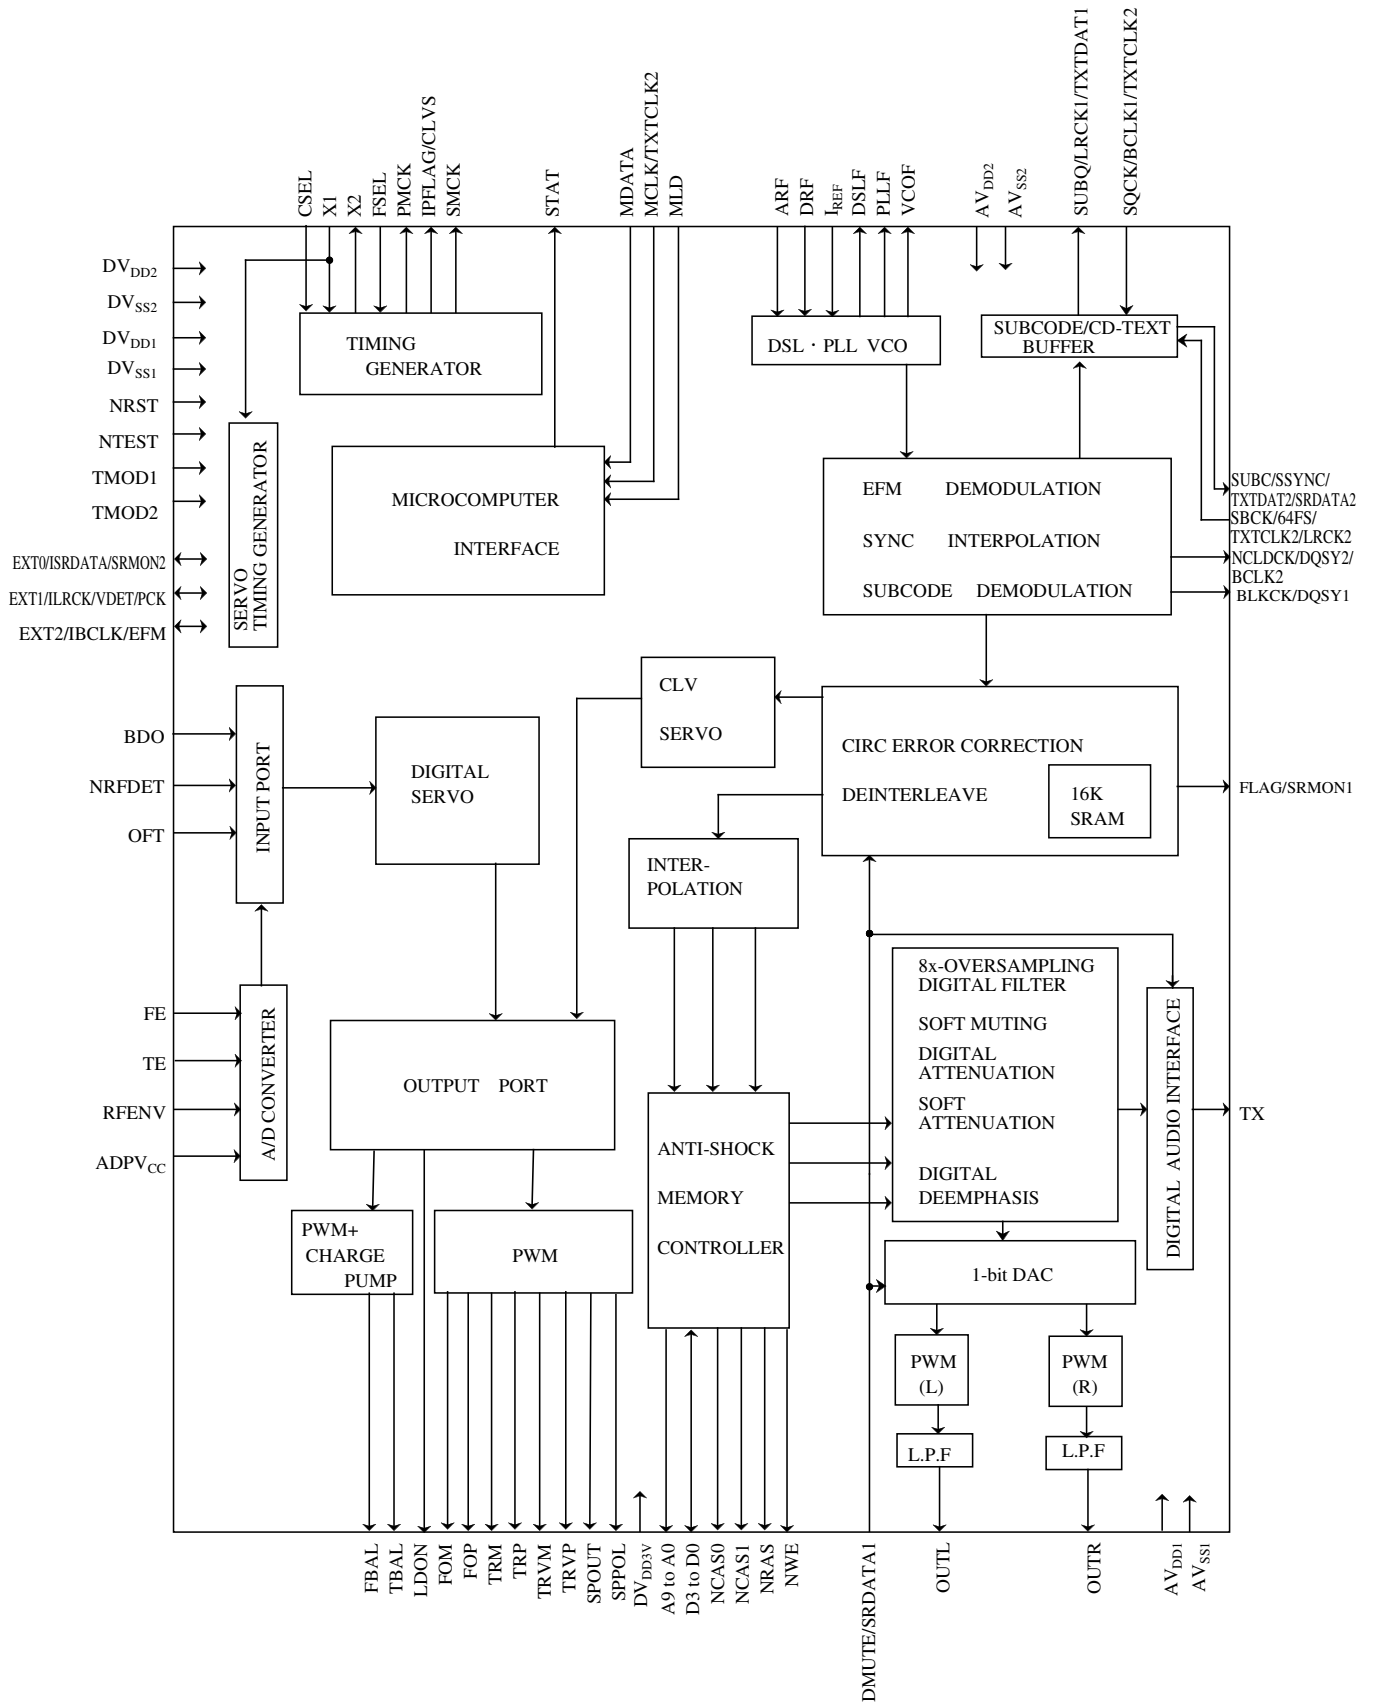 CSEL
X1
X2
FSEL
PMCK
IPFLAG/CLVS
SMCK
STAT
MDATA
MCLK/TXTCLK2
MLD
ARF
DRF
IREF
DSLF
PLLF
VCOF
AVDD2
AVSS2
SUBQ/LRCK1/TXTDAT1
SQCK/BCLK1/TXTCLK2
DVDD2
DVSS2
DVDD1
DVSS1
NRST
NTEST
TMOD1
TMOD2
EXT0/ISRDATA/SRMON2
EXT1/ILRCK/VDET/PCK
EXT2/IBCLK/EFM
BDO
NRFDET
OFT
FE
TE
RFENV
ADPVCC
TIMING
GENERATOR
SERVO
TIMING GENERATOR
MICROCOMPUTER
INTERFACE
DSL · PLL VCO
SUBCODE/CD-TEXT
BUFFER
EFM DEMODULATION
SYNC INTERPOLATION
SUBCODE DEMODULATION
SUBC/SSYNC/
TXTDAT2/SRDATA2
SBCK/64FS/
TXTCLK2/LRCK2
NCLDCK/DQSY2/
BCLK2
BLKCK/DQSY1
INPUT PORT
DIGITAL
SERVO
CLV
SERVO
CIRC ERROR CORRECTION
DEINTERLEAVE
16K
SRAM
FLAG/SRMON1
INTER-
POLATION
A/D CONVERTER
OUTPUT PORT
8x-OVERSAMPLING
DIGITAL FILTER
SOFT MUTING
DIGITAL
ATTENUATION
SOFT
ATTENUATION
DIGITAL
DEEMPHASIS
DIGITAL AUDIO INTERFACE
TX
ANTI-SHOCK
MEMORY
CONTROLLER
PWM+
CHARGE
PUMP
PWM
1-bit DAC
PWM
(L)
PWM
(R)
L.P.F
L.P.F
FBAL
TBAL
LDON
FOM
FOP
TRM
TRP
TRVM
TRVP
SPOUT
SPPOL
DVDD3V
A9 to A0
D3 to D0
NCAS0
NCAS1
NRAS
NWE
DMUTE/SRDATA1
OUTL
OUTR
AVDD1
AVSS1